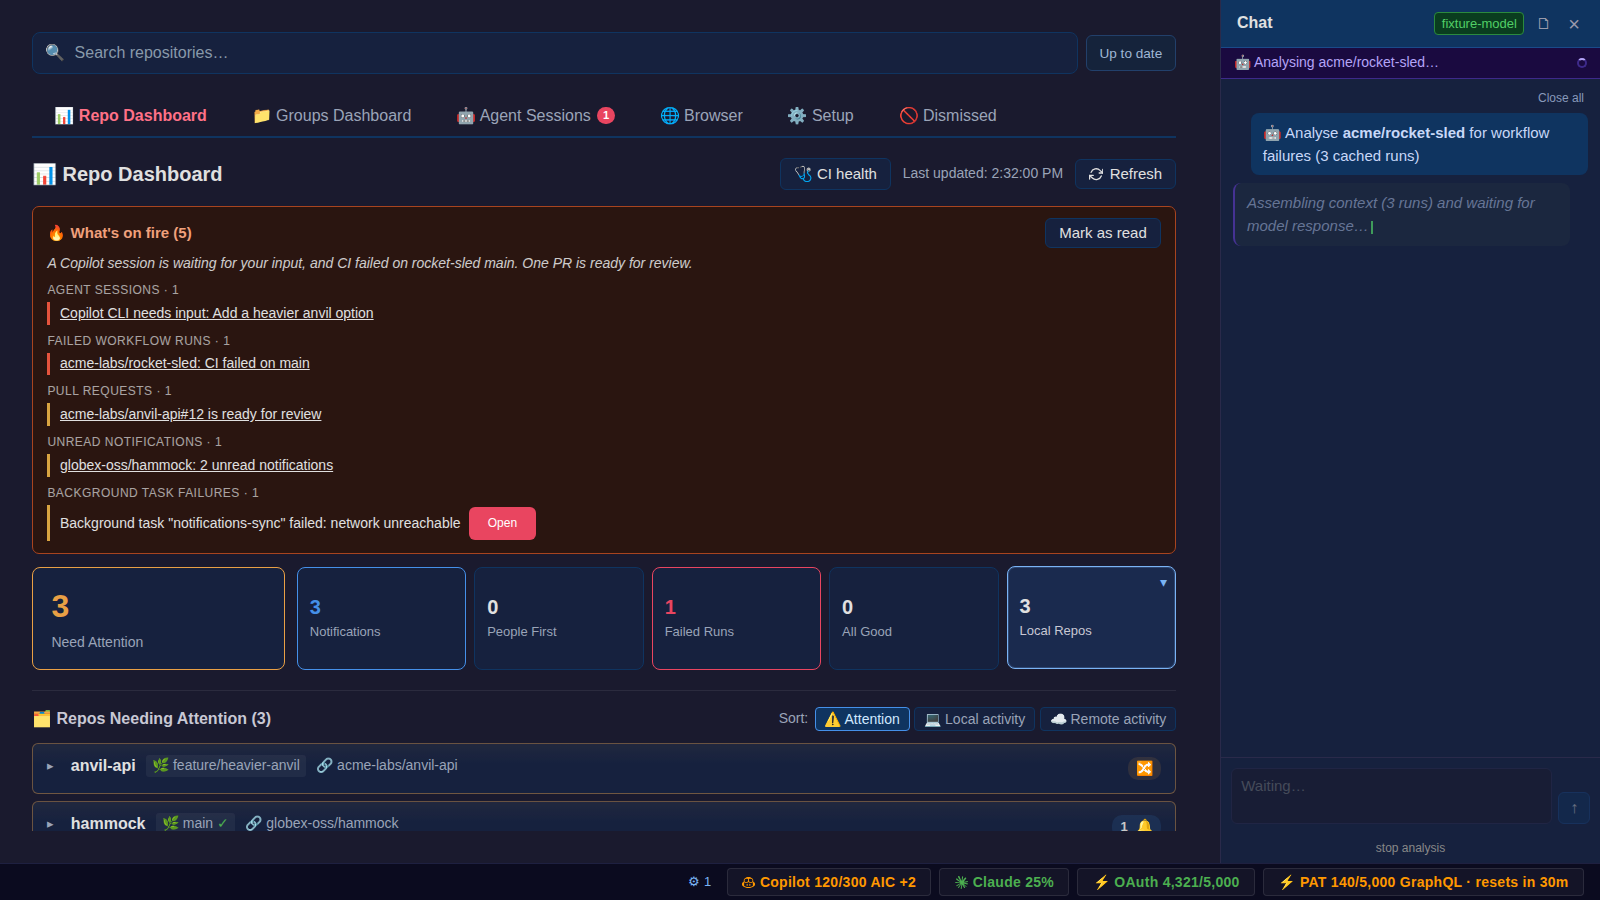 Search repositories…
Up to date
Repo Dashboard
Groups Dashboard
Agent Sessions 1
Browser
Setup
Dismissed
Repo Dashboard
CI health
Last updated: 2:32:00 PM
Refresh
What's on fire (5)
Mark as read
A Copilot session is waiting for your input, and CI failed on rocket-sled main. One PR is ready for review.
AGENT SESSIONS · 1
Copilot CLI needs input: Add a heavier anvil option
FAILED WORKFLOW RUNS · 1
acme-labs/rocket-sled: CI failed on main
PULL REQUESTS · 1
acme-labs/anvil-api#12 is ready for review
UNREAD NOTIFICATIONS · 1
globex-oss/hammock: 2 unread notifications
BACKGROUND TASK FAILURES · 1
Background task "notifications-sync" failed: network unreachable
Open
3
Need Attention
3
Notifications
0
People First
1
Failed Runs
0
All Good
3
Local Repos
Repos Needing Attention (3)
Sort:
Attention
Local activity
Remote activity
anvil-api
feature/heavier-anvil
acme-labs/anvil-api
hammock
main ✓
globex-oss/hammock
1
Chat
fixture-model
Analysing acme/rocket-sled…
Close all
Analyse acme/rocket-sled for workflow
failures (3 cached runs)
Assembling context (3 runs) and waiting for
model response…
Waiting…
↑
stop analysis
1
Copilot 120/300 AIC +2
Claude 25%
OAuth 4,321/5,000
PAT 140/5,000 GraphQL · resets in 30m